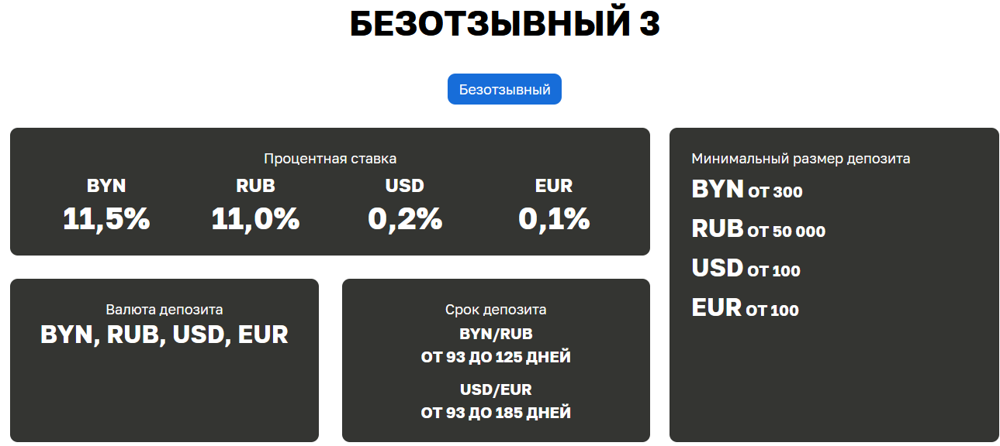 БЕЗОТЗЫВНЫЙ 3
Безотзывный
Процентная ставка
BYN
11,5%
RUB
11,0%
USD
0,2%
EUR
0,1%
Минимальный размер депозита
BYN ОТ 300
RUB ОТ 50 000
USD ОТ 100
EUR ОТ 100
Валюта депозита
BYN, RUB, USD, EUR
Срок депозита
BYN/RUB
ОТ 93 ДО 125 ДНЕЙ
USD/EUR
ОТ 93 ДО 185 ДНЕЙ